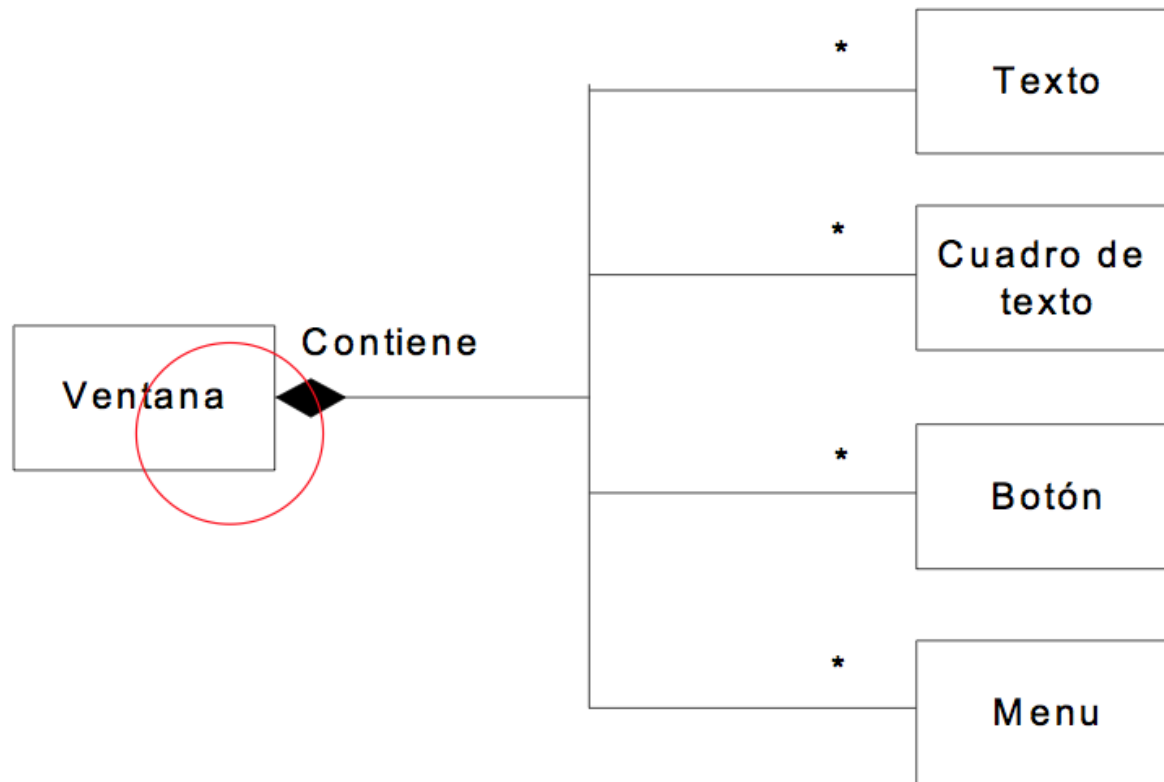 *
Texto
*
Cuadro de
texto
Contiene
Ventana
*
Botón
*
Menu